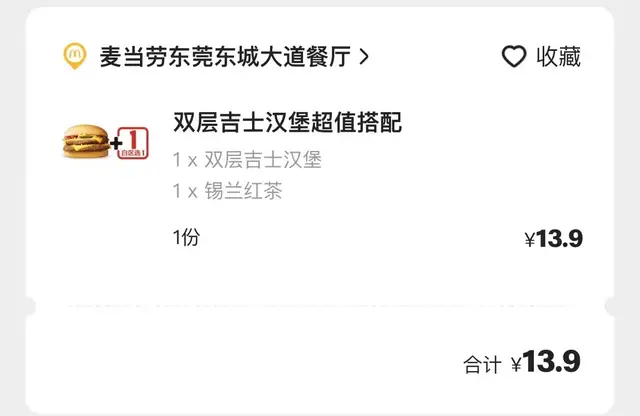 麦当劳东莞东城大道餐厅 >
收藏
双层吉士汉堡超值搭配
+1
白区选1
1 x 双层吉士汉堡
1 x 锡兰红茶
1份
¥13.9
合计 ¥13.9